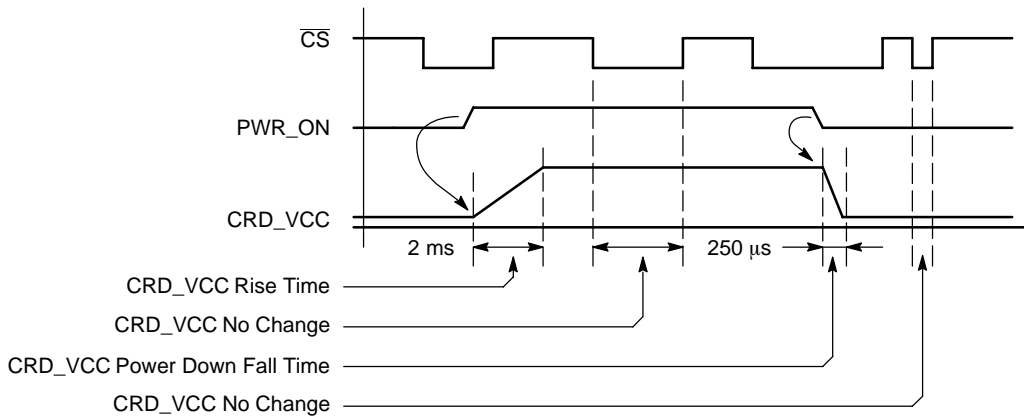 CS
PWR_ON
CRD_VCC
2 ms
250 μs
CRD_VCC Rise Time
CRD_VCC No Change
CRD_VCC Power Down Fall Time
CRD_VCC No Change